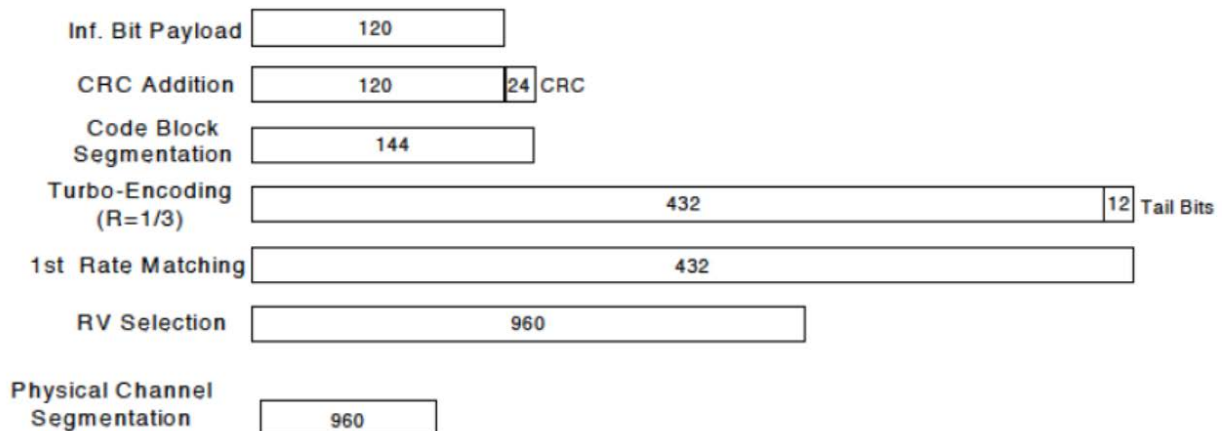 Inf. Bit Payload 120
CRC Addition 120 24 CRC
Code Block
Segmentation 144
Turbo-Encoding
(R=1/3) 432 12 Tail Bits
1st Rate Matching 432
RV Selection 960
Physical Channel
Segmentation 960